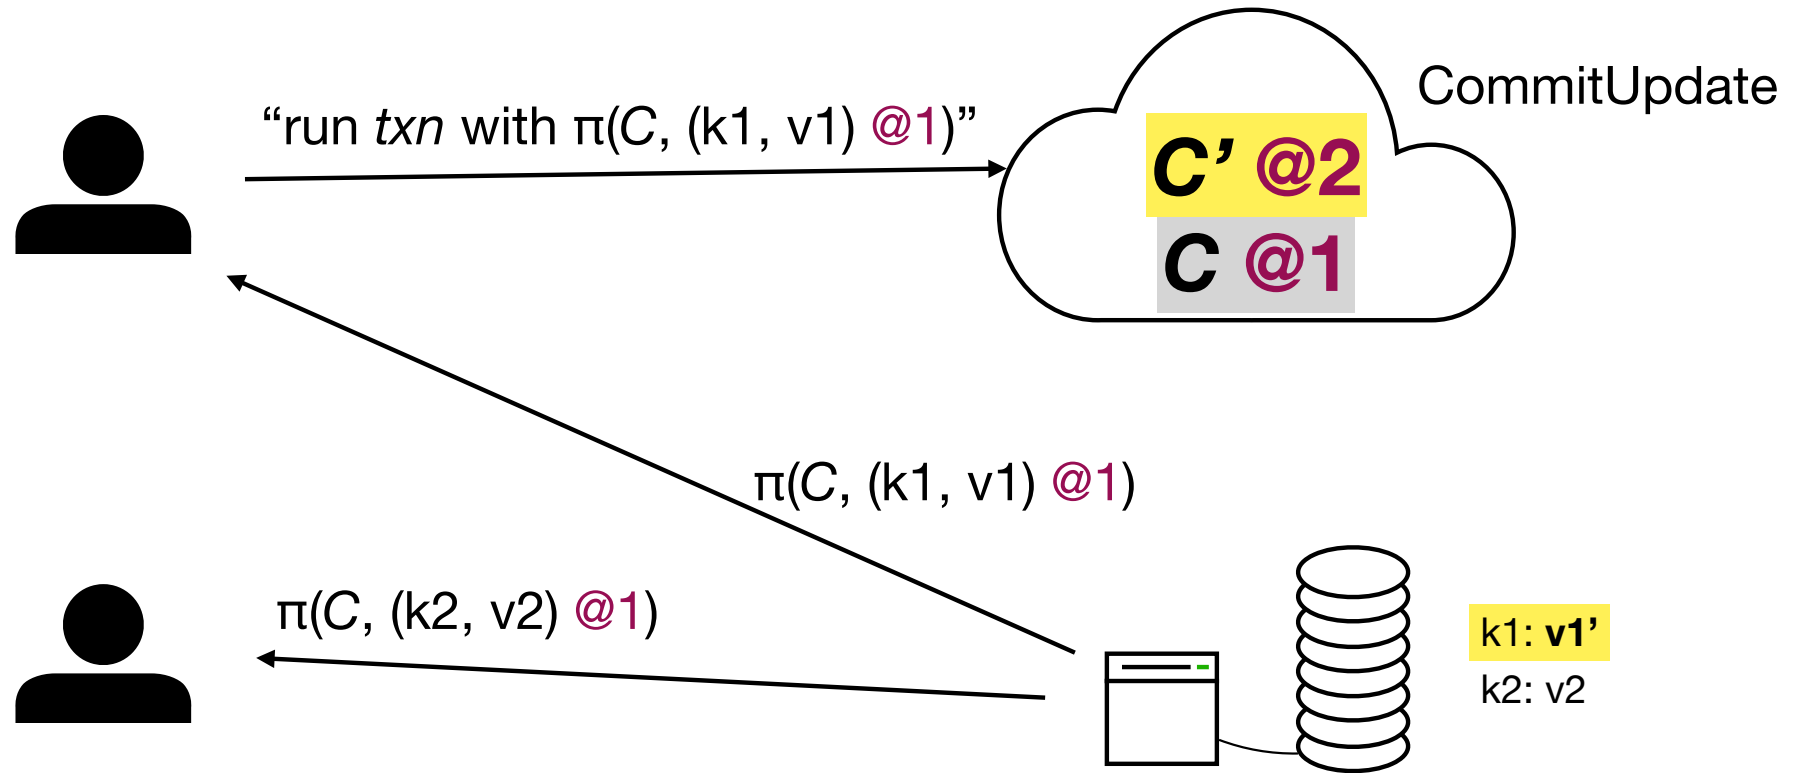 “run txn with π(C, (k1, v1) @1)”
CommitUpdate
C’ @2
C @1
π(C, (k1, v1) @1)
π(C, (k2, v2) @1)
k1: v1’
k2: v2